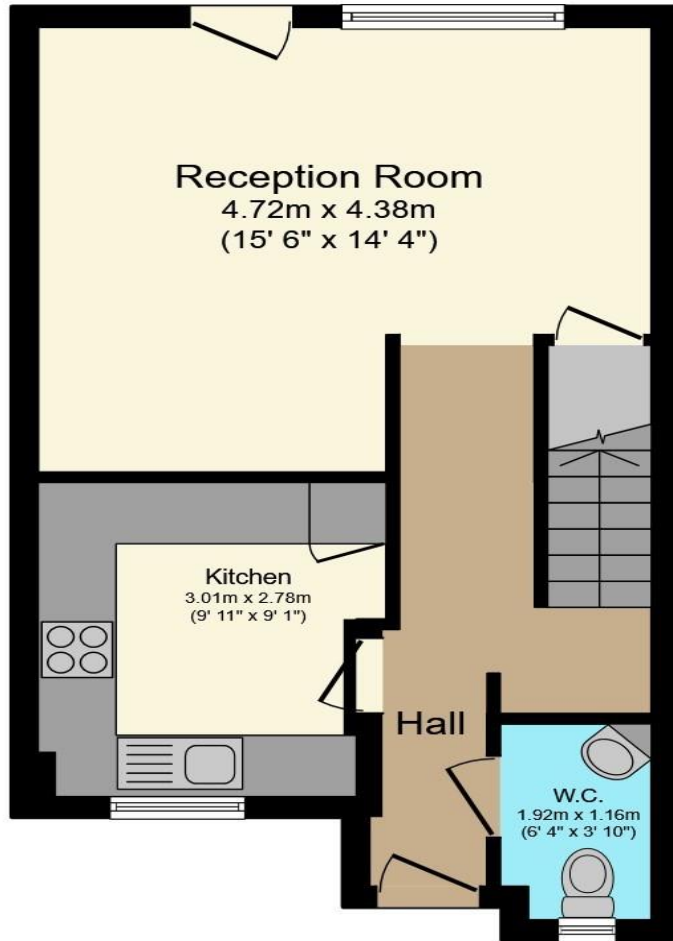 Reception Room
4.72m x 4.38m
(15' 6" x 14' 4")
Kitchen
3.01m x 2.78m
(9' 11" x 9' 1")
Hall
W.C.
1.92m x 1.16m
(6' 4" x 3' 10")